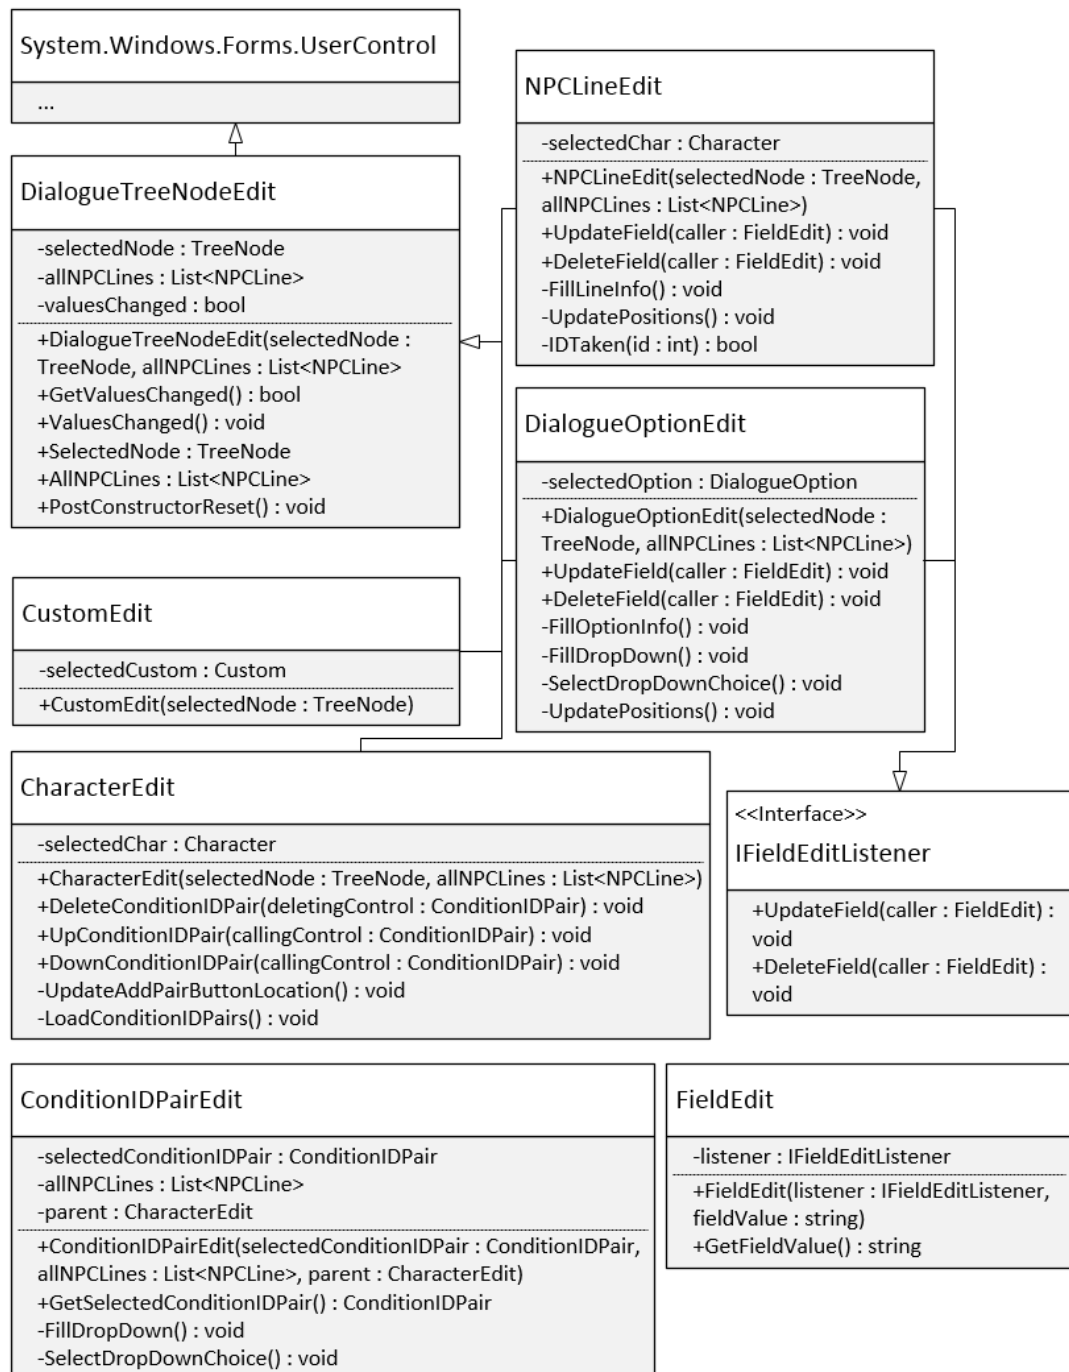 System.Windows.Forms.UserControl
...
DialogueTreeNodeEdit
-selectedNode : TreeNode
-allNPCLines : List<NPCLine>
-valuesChanged : bool
+DialogueTreeNodeEdit(selectedNode :
TreeNode, allNPCLines : List<NPCLine>
+GetValuesChanged() : bool
+ValuesChanged() : void
+SelectedNode : TreeNode
+AllNPCLines : List<NPCLine>
+PostConstructorReset() : void
NPCLineEdit
-selectedChar : Character
+NPCLineEdit(selectedNode : TreeNode,
allNPCLines : List<NPCLine>)
+UpdateField(caller : FieldEdit) : void
+DeleteField(caller : FieldEdit) : void
-FillLineInfo() : void
-UpdatePositions() : void
-IDTaken(id : int) : bool
DialogueOptionEdit
-selectedOption : DialogueOption
+DialogueOptionEdit(selectedNode :
TreeNode, allNPCLines : List<NPCLine>)
+UpdateField(caller : FieldEdit) : void
+DeleteField(caller : FieldEdit) : void
-FillOptionInfo() : void
-FillDropDown() : void
-SelectDropDownChoice() : void
-UpdatePositions() : void
CustomEdit
-selectedCustom : Custom
+CustomEdit(selectedNode : TreeNode)
CharacterEdit
-selectedChar : Character
+CharacterEdit(selectedNode : TreeNode, allNPCLines : List<NPCLine>)
+DeleteConditionIDPair(deletingControl : ConditionIDPair) : void
+UpConditionIDPair(callingControl : ConditionIDPair) : void
+DownConditionIDPair(callingControl : ConditionIDPair) : void
-UpdateAddPairButtonLocation() : void
-LoadConditionIDPairs() : void
<<Interface>>
IFieldEditListener
+UpdateField(caller : FieldEdit) :
void
+DeleteField(caller : FieldEdit) :
void
ConditionIDPairEdit
-selectedConditionIDPair : ConditionIDPair
-allNPCLines : List<NPCLine>
-parent : CharacterEdit
+ConditionIDPairEdit(selectedConditionIDPair : ConditionIDPair,
allNPCLines : List<NPCLine>, parent : CharacterEdit)
+GetSelectedConditionIDPair() : ConditionIDPair
-FillDropDown() : void
-SelectDropDownChoice() : void
FieldEdit
-listener : IFieldEditListener
+FieldEdit(listener : IFieldEditListener,
fieldValue : string)
+GetFieldValue() : string